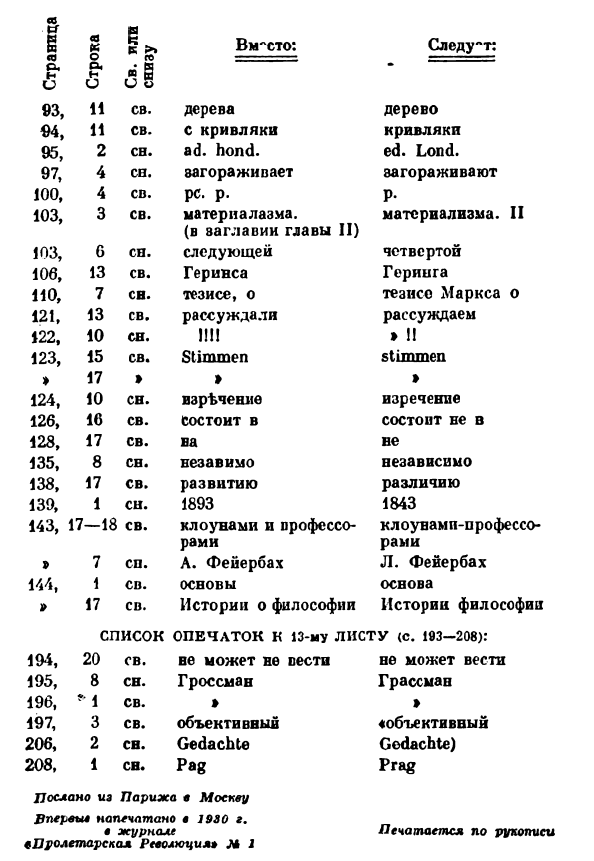 Страница Строка Св. или снизу Вместо: Следует:
93, 11 св. дерева дерево
94, 11 св. с кривляки кривляки
95, 2 сн. ad. hond. ed. Lond.
97, 4 сн. загораживает загораживают
100, 4 св. рс. р. р.
103, 3 св. материалазма. материализма. II
(в заглавии главы II)
103, 6 сн. следующей четвертой
106, 13 св. Геринса Геринга
110, 7 сн. тезисе, о тезисе Маркса о
121, 13 св. рассуждали рассуждаем
122, 10 сн. !!!! » !!
123, 15 св. Stimmen stimmen
» 17 » » »
124, 10 сн. изрѣчение изречение
126, 16 св. состоит в состоит не в
128, 17 св. на не
135, 8 сн. незавимо независимо
138, 17 св. развитию различию
139, 1 сн. 1893 1843
143, 17—18 св. клоунами и профессо- клоунами-профессо-
рами рами
» 7 сп. А. Фейербах Л. Фейербах
144, 1 св. основы основа
» 17 св. Истории о философии Истории философии
СПИСОК ОПЕЧАТОК К 13-му ЛИСТУ (с. 193—208):
194, 20 св. не может не вести не может вести
195, 8 сн. Гроссман Грассман
196, 1 св. » »
197, 3 св. объективный «объективный
206, 2 сн. Gedachte Gedachte)
208, 1 сн. Pag Prag
Послано из Парижа в Москву
Впервые напечатано в 1930 г.
в журнале Печатается по рукописи
«Пролетарская Революция» № 1